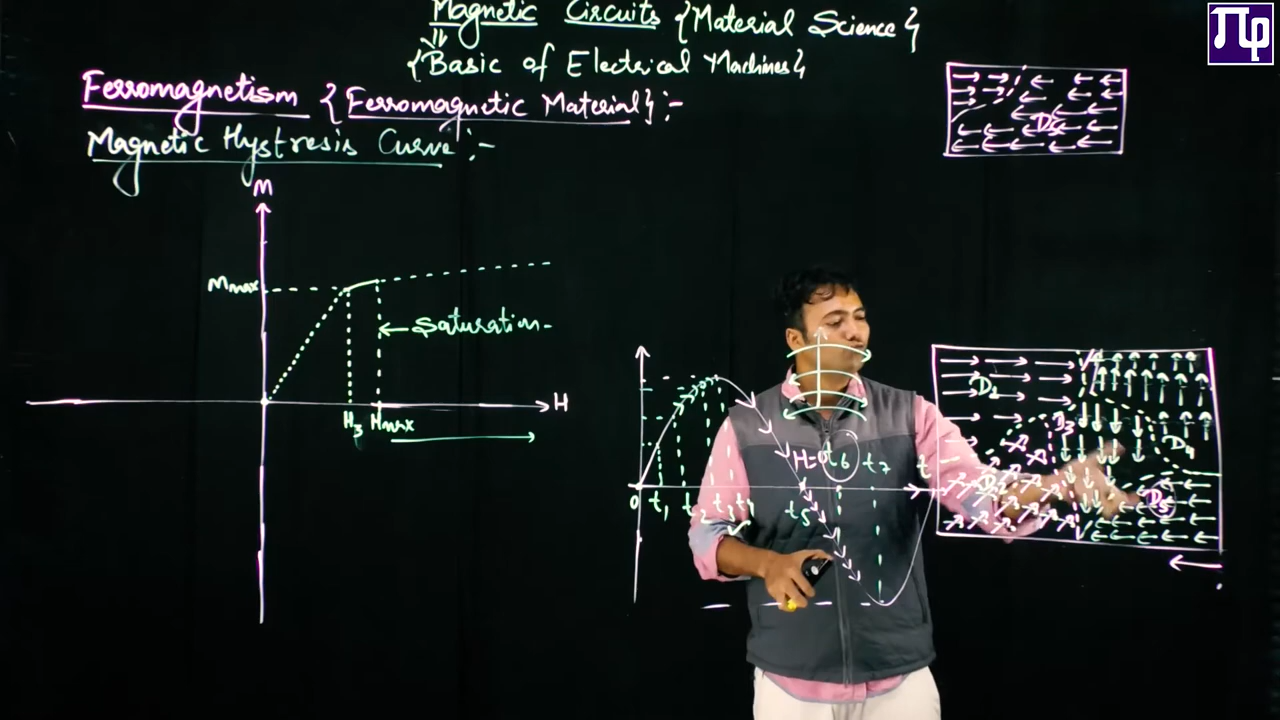 Magnetic Circuits {Material Science}
{Basic of Electrical Machines}
Ferromagnetism {Ferromagnetic Material} :-
Magnetic Hystresis Curve :-
M
Mmax
Saturation
H
H3 Hmax
0
t1
t2
t3
t4
t5
H=0
t6
t7
t
D5
D1
D2
D3
D4
D5